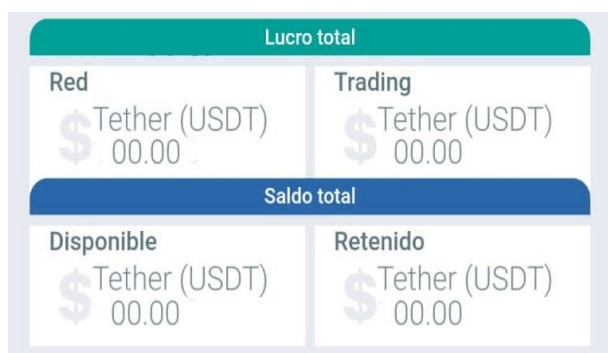 Lucro total
Red
Trading
$ Tether (USDT)
00.00
$ Tether (USDT)
00.00
Saldo total
Disponible
Retenido
$ Tether (USDT)
00.00
$ Tether (USDT)
00.00